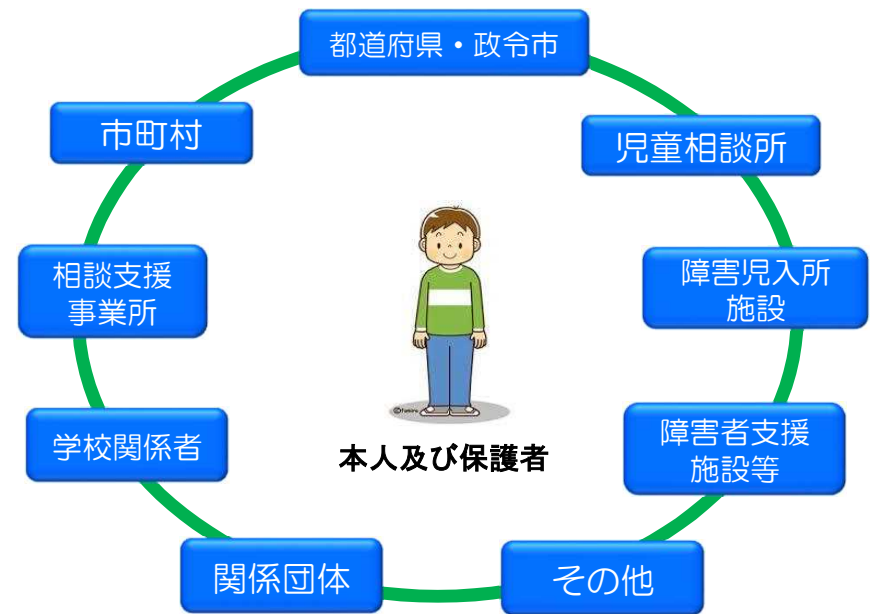 都道府県・政令市
市町村
児童相談所
相談支援
事業所
障害児入所
施設
学校関係者
本人及び保護者
障害者支援
施設等
関係団体
その他